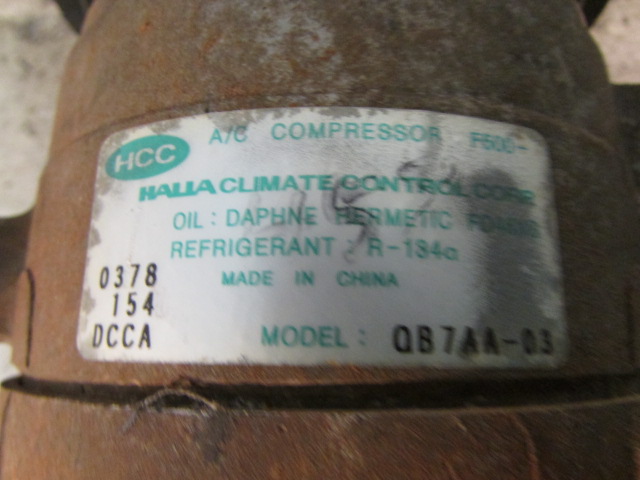 A/C COMPRESSOR F500-
HCC
HALLA CLIMATE CONTROL CORP
OIL : DAPHNE HERMETIC
REFRIGERANT : R-134a
MADE IN CHINA
0378
154
DCCA
MODEL : QB7AA-03